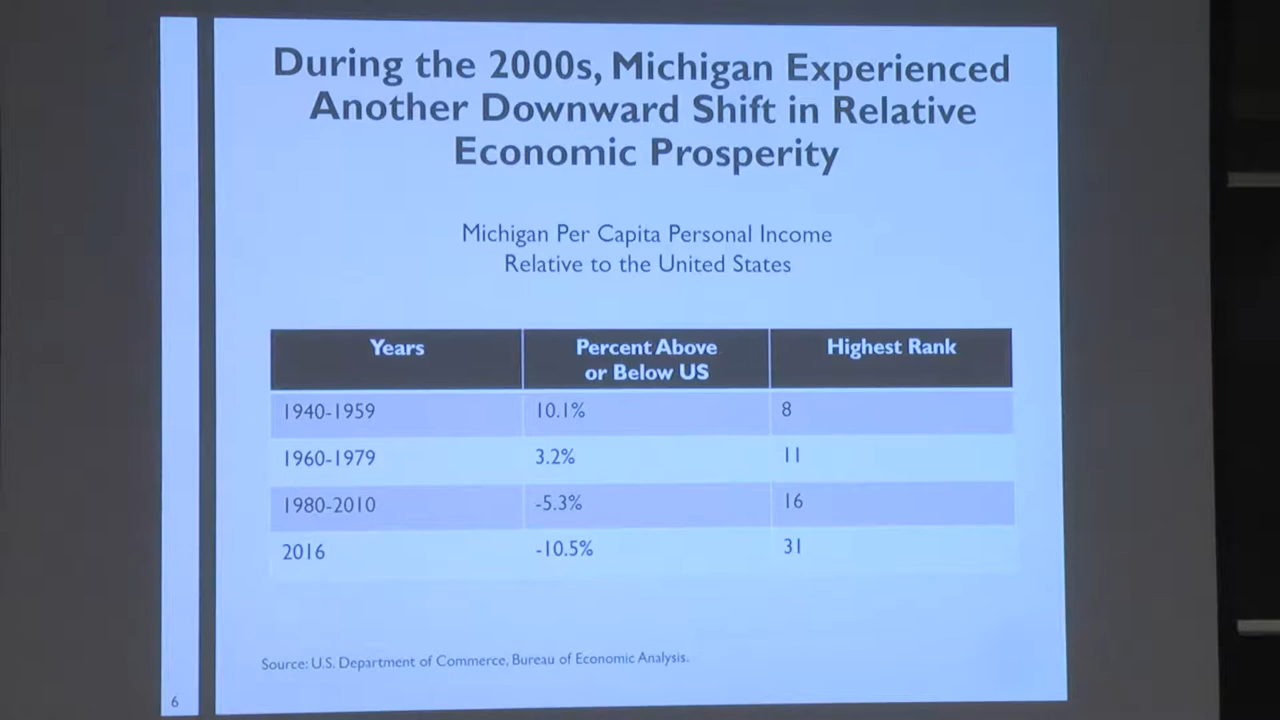 During the 2000s, Michigan Experienced
Another Downward Shift in Relative
Economic Prosperity
Michigan Per Capita Personal Income
Relative to the United States
Years Percent Above or Below US Highest Rank
1940-1959 10.1% 8
1960-1979 3.2% 11
1980-2010 -5.3% 16
2016 -10.5% 31
Source: U.S. Department of Commerce, Bureau of Economic Analysis.
6